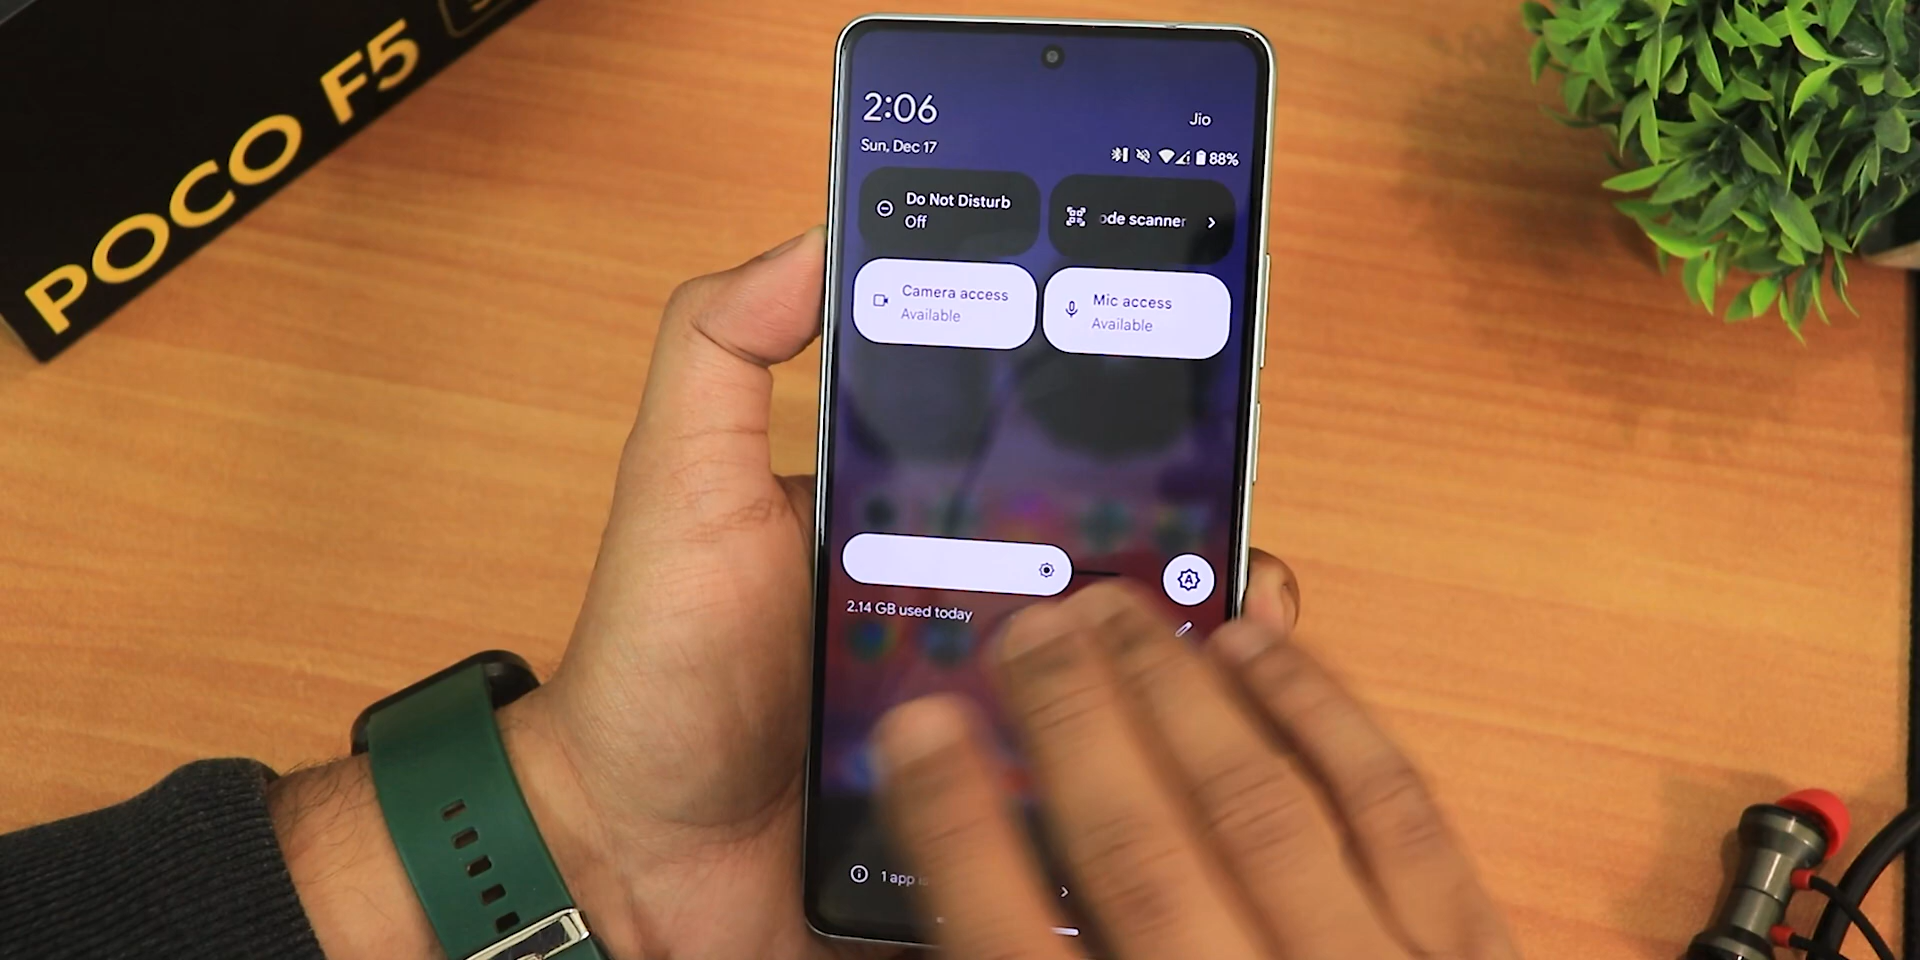 POCO F5
2:06
Jio
Sun, Dec 17
88%
Do Not Disturb
Off
ode scanner
Camera access
Available
Mic access
Available
A
2.14 GB used today
1 app